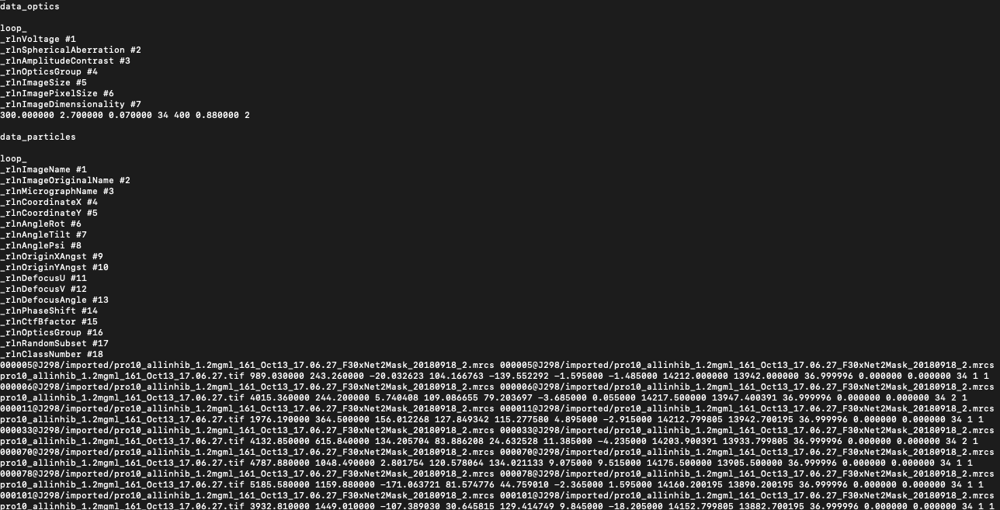 data_optics
loop_
_rlnVoltage #1
_rlnSphericalAberration #2
_rlnAmplitudeContrast #3
_rlnOpticsGroup #4
_rlnImageSize #5
_rlnImagePixelSize #6
_rlnImageDimensionality #7
300.000000 2.700000 0.070000 34 400 0.880000 2
data_particles
loop_
_rlnImageName #1
_rlnImageOriginalName #2
_rlnMicrographName #3
_rlnCoordinateX #4
_rlnCoordinateY #5
_rlnAngleRot #6
_rlnAngleTilt #7
_rlnAnglePsi #8
_rlnOriginXAngst #9
_rlnOriginYAngst #10
_rlnDefocusU #11
_rlnDefocusV #12
_rlnDefocusAngle #13
_rlnPhaseShift #14
_rlnCtfBfactor #15
_rlnOpticsGroup #16
_rlnRandomSubset #17
_rlnClassNumber #18
000005@J298/imported/pro10_allinhib_1.2mgml_161_Oct13_17.06.27_F30xNet2Mask_20180918_2.mrcs 000005@J298/imported/pro10_allinhib_1.2mgml_161_Oct13_17.06.27_F30xNet2Mask_20180918_2.mrcs
pro10_allinhib_1.2mgml_161_Oct13_17.06.27.tif 989.030000 243.260000 -20.032623 104.166763 -139.552292 -1.595000 -1.485000 14212.000000 13942.000000 36.999996 0.000000 0.000000 34 1 1
000006@J298/imported/pro10_allinhib_1.2mgml_161_Oct13_17.06.27_F30xNet2Mask_20180918_2.mrcs 000006@J298/imported/pro10_allinhib_1.2mgml_161_Oct13_17.06.27_F30xNet2Mask_20180918_2.mrcs
pro10_allinhib_1.2mgml_161_Oct13_17.06.27.tif 4015.360000 244.200000 5.740408 109.086655 79.203697 -3.685000 0.055000 14217.500000 13947.400391 36.999996 0.000000 0.000000 34 2 1
000011@J298/imported/pro10_allinhib_1.2mgml_161_Oct13_17.06.27_F30xNet2Mask_20180918_2.mrcs 000011@J298/imported/pro10_allinhib_1.2mgml_161_Oct13_17.06.27_F30xNet2Mask_20180918_2.mrcs
pro10_allinhib_1.2mgml_161_Oct13_17.06.27.tif 1976.190000 364.500000 156.012268 127.849342 115.277580 4.895000 -2.915000 14212.799805 13942.700195 36.999996 0.000000 0.000000 34 1 1
000033@J298/imported/pro10_allinhib_1.2mgml_161_Oct13_17.06.27_F30xNet2Mask_20180918_2.mrcs 000033@J298/imported/pro10_allinhib_1.2mgml_161_Oct13_17.06.27_F30xNet2Mask_20180918_2.mrcs
pro10_allinhib_1.2mgml_161_Oct13_17.06.27.tif 4132.850000 615.840000 134.205704 83.886208 24.632528 11.385000 -4.235000 14203.900391 13933.799805 36.999996 0.000000 0.000000 34 2 1
000070@J298/imported/pro10_allinhib_1.2mgml_161_Oct13_17.06.27_F30xNet2Mask_20180918_2.mrcs 000070@J298/imported/pro10_allinhib_1.2mgml_161_Oct13_17.06.27_F30xNet2Mask_20180918_2.mrcs
pro10_allinhib_1.2mgml_161_Oct13_17.06.27.tif 4787.880000 1048.490000 2.801754 120.578064 134.021133 9.075000 9.515000 14175.500000 13905.500000 36.999996 0.000000 0.000000 34 1 1
000078@J298/imported/pro10_allinhib_1.2mgml_161_Oct13_17.06.27_F30xNet2Mask_20180918_2.mrcs 000078@J298/imported/pro10_allinhib_1.2mgml_161_Oct13_17.06.27_F30xNet2Mask_20180918_2.mrcs
pro10_allinhib_1.2mgml_161_Oct13_17.06.27.tif 5185.580000 1159.880000 -171.063721 81.574776 44.759010 -2.365000 1.595000 14160.200195 13890.200195 36.999996 0.000000 0.000000 34 1 1
000101@J298/imported/pro10_allinhib_1.2mgml_161_Oct13_17.06.27_F30xNet2Mask_20180918_2.mrcs 000101@J298/imported/pro10_allinhib_1.2mgml_161_Oct13_17.06.27_F30xNet2Mask_20180918_2.mrcs
pro10_allinhib_1.2mgml_161_Oct13_17.06.27.tif 3932.810000 1449.010000 -107.389030 30.645815 129.414749 9.845000 -18.205000 14152.799805 13882.700195 36.999996 0.000000 0.000000 34 1 1